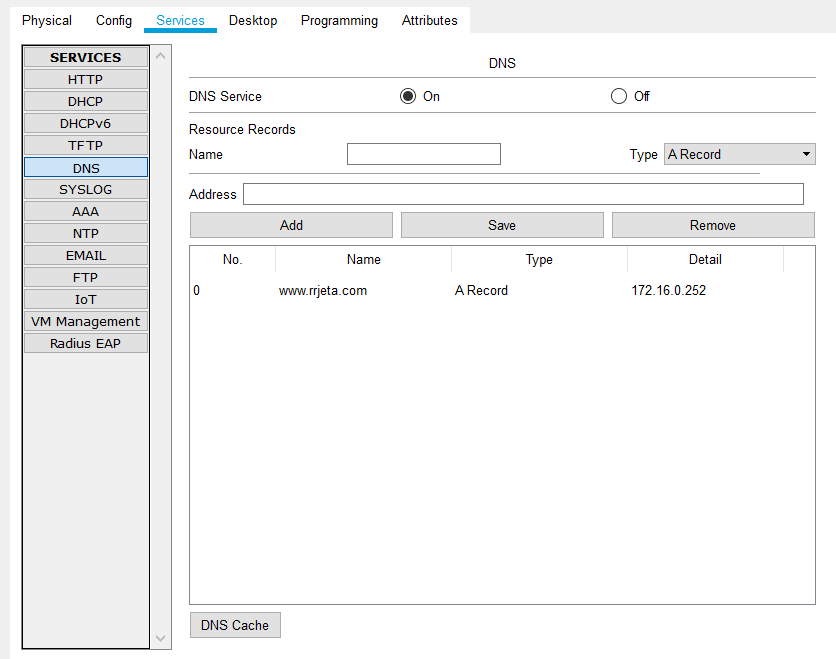 Physical Config Services Desktop Programming Attributes
SERVICES
HTTP
DHCP
DHCPv6
TFTP
DNS
SYSLOG
AAA
NTP
EMAIL
FTP
IoT
VM Management
Radius EAP
DNS
DNS Service On Off
Resource Records
Name Type A Record
Address
Add Save Remove
No. Name Type Detail
0 www.rrjeta.com A Record 172.16.0.252
DNS Cache